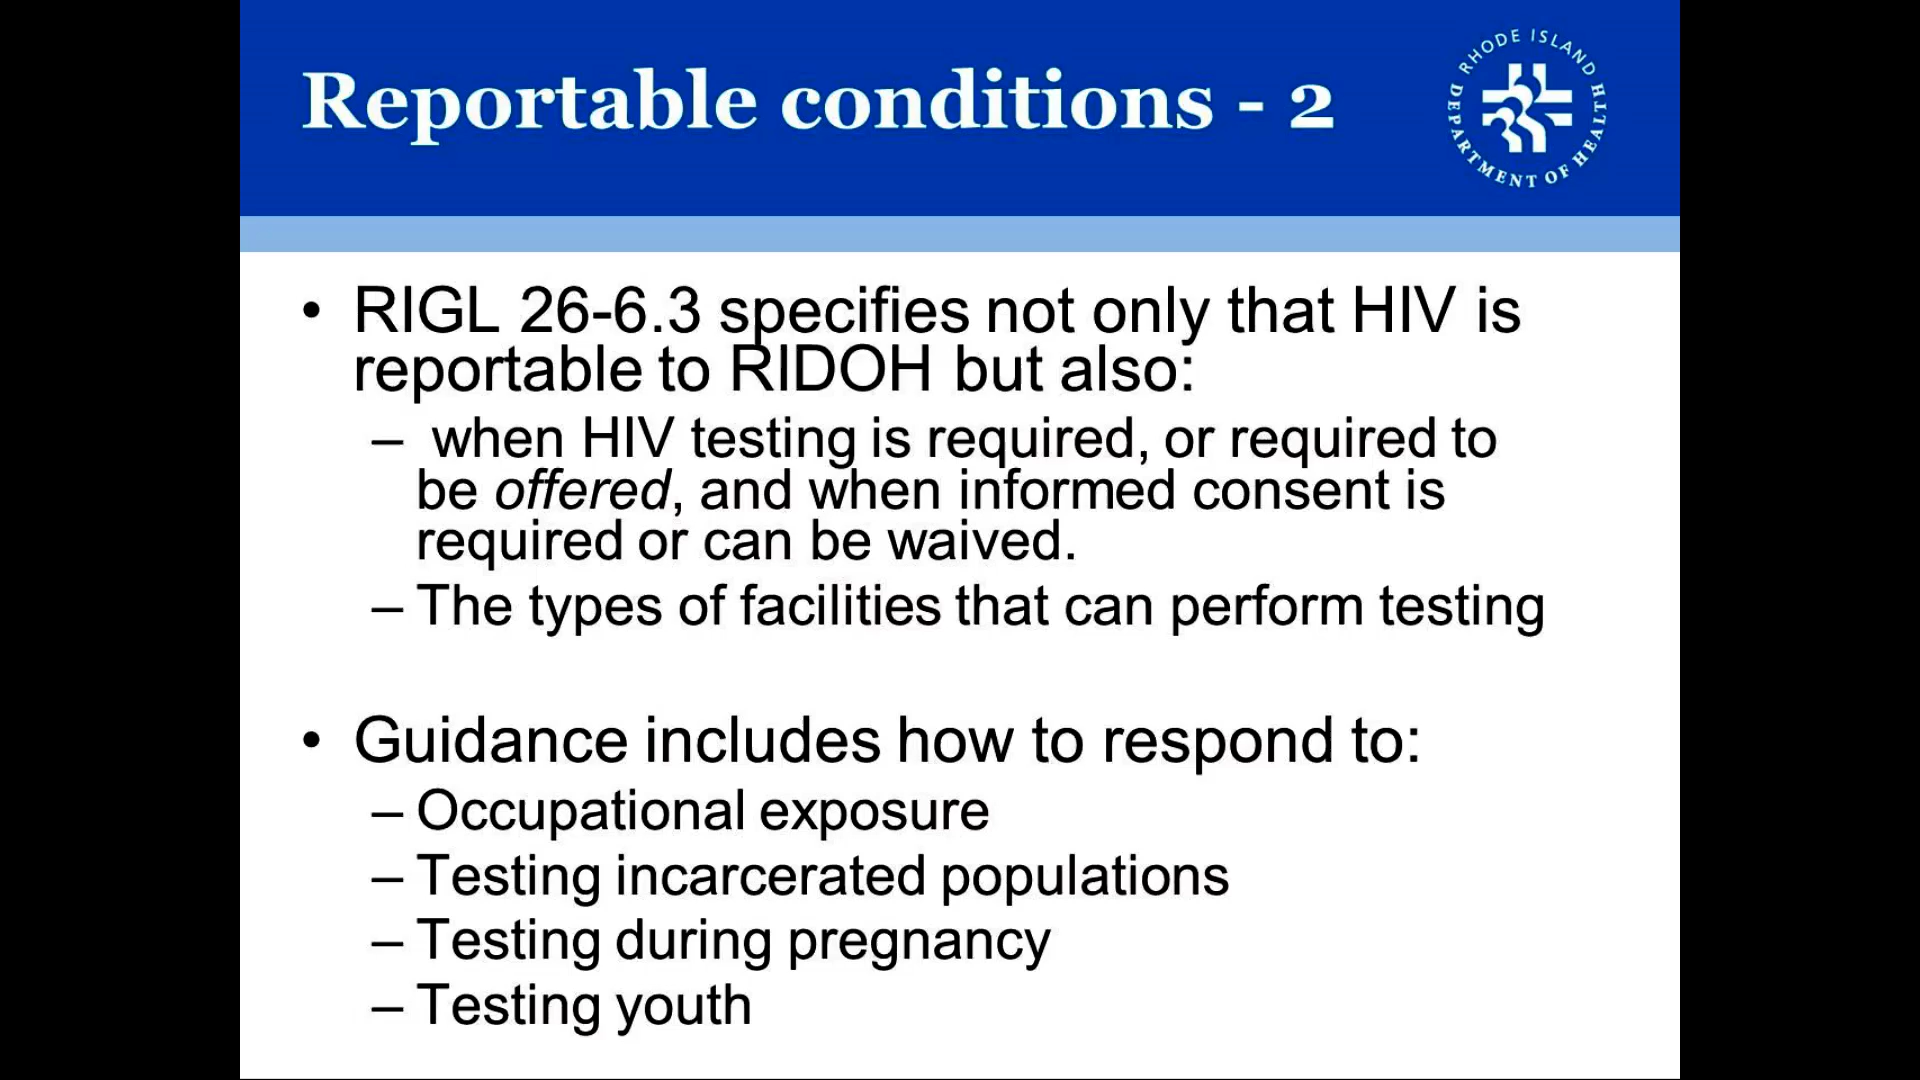 Reportable conditions - 2
RHODE ISLAND
DEPARTMENT OF HEALTH
• RIGL 26-6.3 specifies not only that HIV is
reportable to RIDOH but also:
– when HIV testing is required, or required to
be offered, and when informed consent is
required or can be waived.
– The types of facilities that can perform testing
• Guidance includes how to respond to:
– Occupational exposure
– Testing incarcerated populations
– Testing during pregnancy
– Testing youth